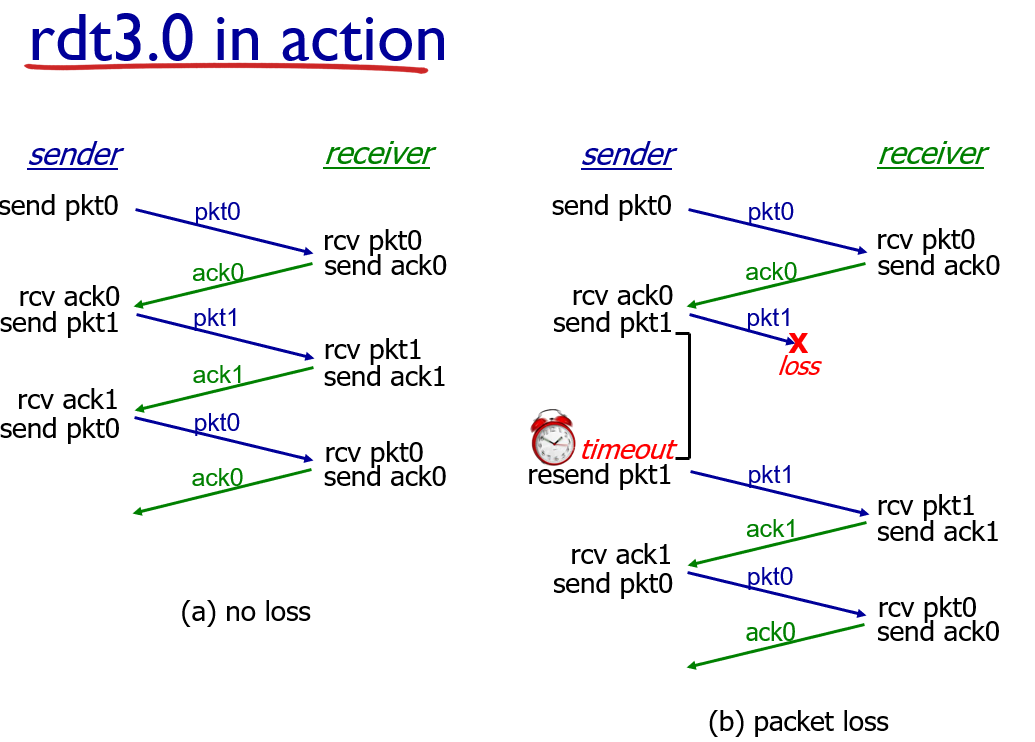 rdt3.0 in action
sender
receiver
send pkt0
pkt0
rcv pkt0
send ack0
ack0
rcv ack0
send pkt1
pkt1
rcv pkt1
send ack1
ack1
rcv ack1
send pkt0
pkt0
rcv pkt0
send ack0
ack0
(a) no loss
sender
receiver
send pkt0
pkt0
rcv pkt0
send ack0
ack0
rcv ack0
send pkt1
pkt1
X
loss
timeout
resend pkt1
pkt1
rcv pkt1
send ack1
ack1
rcv ack1
send pkt0
pkt0
rcv pkt0
send ack0
ack0
(b) packet loss